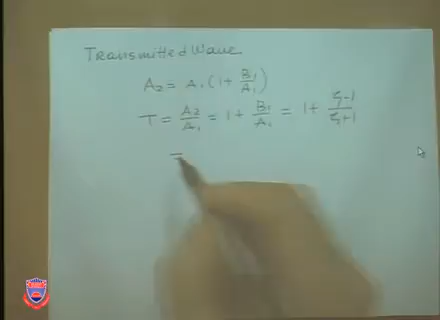 Transmitted Wave
A₂ = A₁ (1 + B₁/A₁)
T = A₂/A₁ = 1 + B₁/A₁ = 1 + ζ-1/ζ+1
=